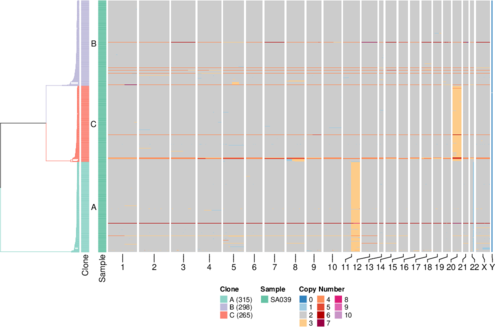 B
C
A
Clone
Sample
1 2 3 4 5 6 7 8 9 10 11 12 13 14 15 16 17 18 19 20 21 22 X Y
Clone Sample Copy Number
A (315) SA039 0 4 8
B (298) 1 5 9
C (265) 2 6 10
3 7